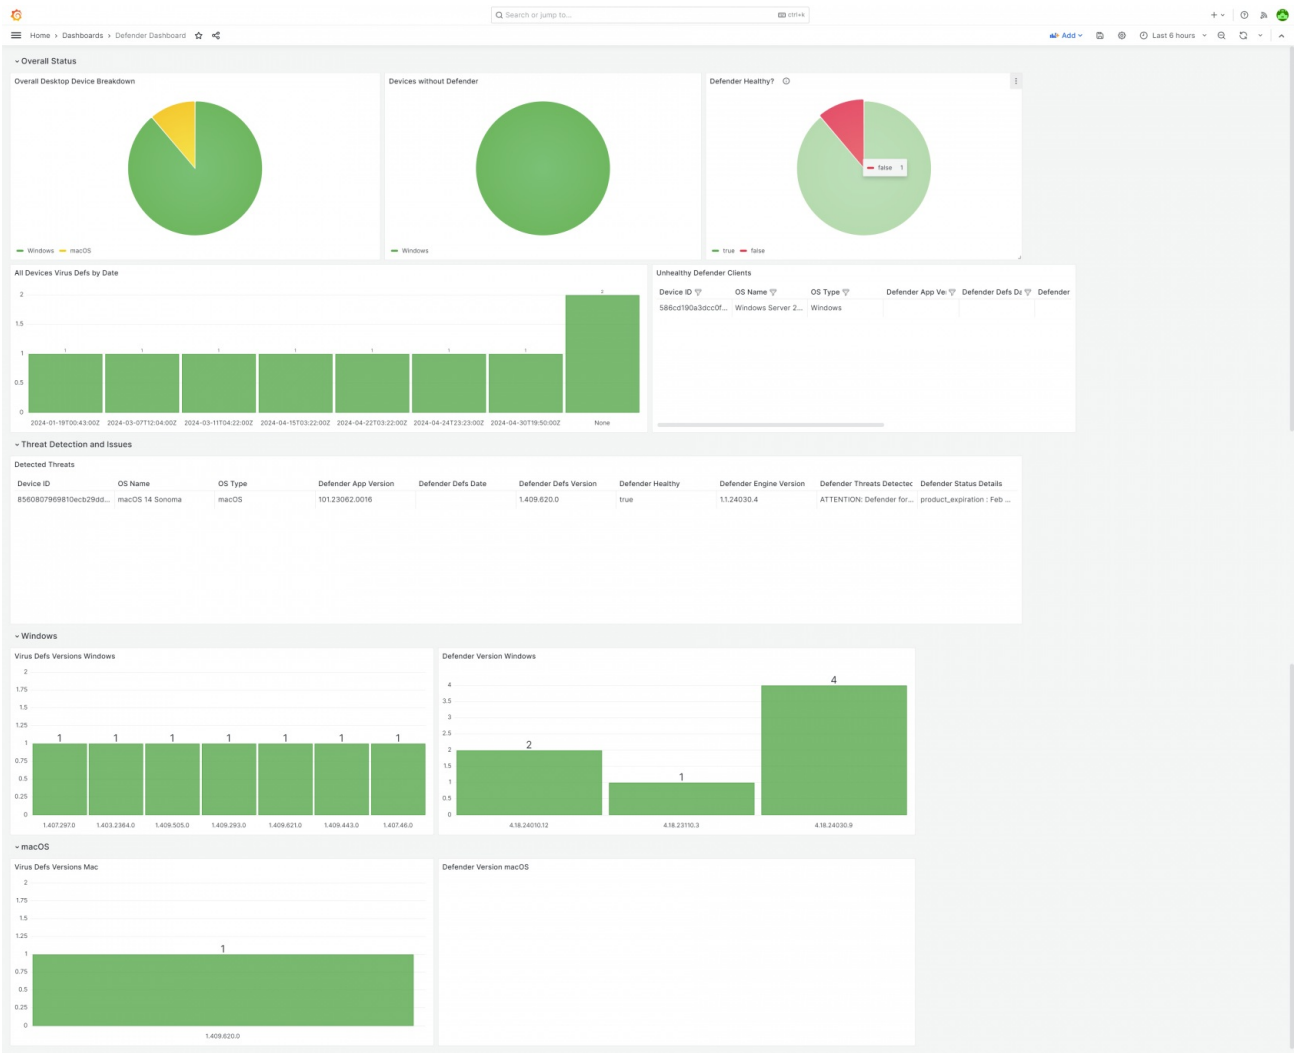 Search or jump to...
ctrl+k
Home › Dashboards › Defender Dashboard
Add
Last 6 hours
Overall Status
Overall Desktop Device Breakdown
Windows macOS
Devices without Defender
Windows
Defender Healthy?
false 1
true false
All Devices Virus Defs by Date
2
1.5
1
0.5
0
1 1 1 1 1 1 1 2
2024-01-19T00:43:00Z 2024-03-07T12:04:00Z 2024-03-11T04:22:00Z 2024-04-15T03:22:00Z 2024-04-22T03:22:00Z 2024-04-24T23:23:00Z 2024-04-30T19:50:00Z None
Unhealthy Defender Clients
Device ID OS Name OS Type Defender App Ve Defender Defs Da Defender
586cd190a3dcc0f... Windows Server 2... Windows
Threat Detection and Issues
Detected Threats
Device ID OS Name OS Type Defender App Version Defender Defs Date Defender Defs Version Defender Healthy Defender Engine Version Defender Threats Detected Defender Status Details
8560807969810ecb29dd... macOS 14 Sonoma macOS 101.23062.0016 1.409.620.0 true 1.1.24030.4 ATTENTION: Defender for... product_expiration : Feb ...
Windows
Virus Defs Versions Windows
2
1.75
1.5
1.25
1
0.75
0.5
0.25
0
1 1 1 1 1 1 1
1.407.297.0 1.403.2364.0 1.409.505.0 1.409.293.0 1.409.621.0 1.409.443.0 1.407.46.0
Defender Version Windows
4
3.5
3
2.5
2
1.5
1
0.5
0
2 1 4
4.18.24010.12 4.18.23110.3 4.18.24030.9
macOS
Virus Defs Versions Mac
2
1.75
1.5
1.25
1
0.75
0.5
0.25
0
1
1.409.620.0
Defender Version macOS